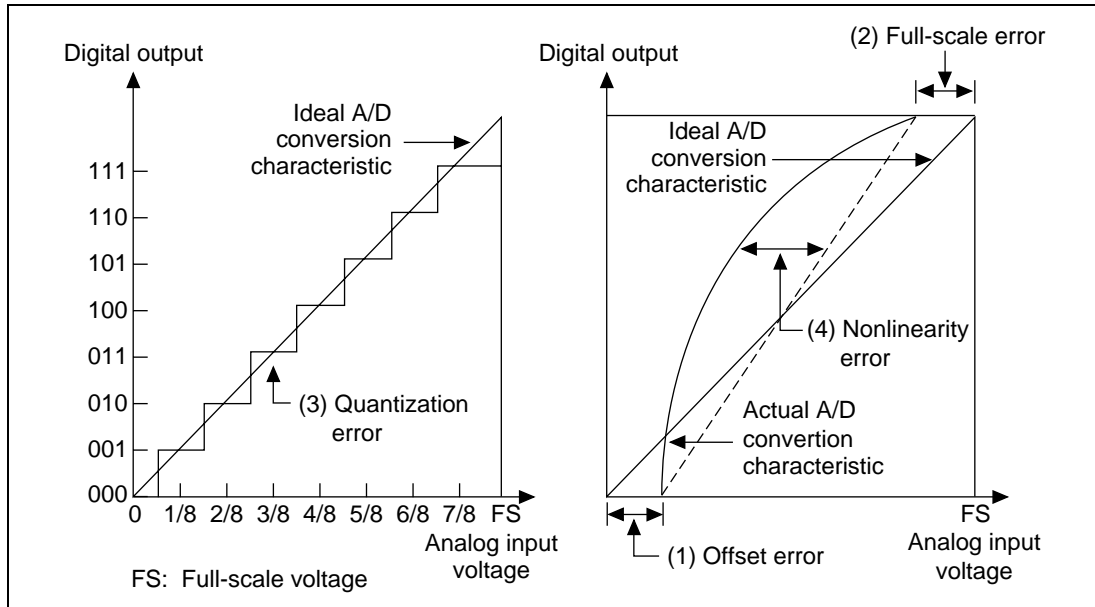 Digital output
Ideal A/D
conversion
characteristic
111
110
101
100
011
010
001
000
(3) Quantization
error
0
1/8
2/8
3/8
4/8
5/8
6/8
7/8
FS
Analog input
voltage
FS: Full-scale voltage
(2) Full-scale error
Digital output
Ideal A/D
conversion
characteristic
(4) Nonlinearity
error
Actual A/D
convertion
characteristic
FS
Analog input
voltage
(1) Offset error